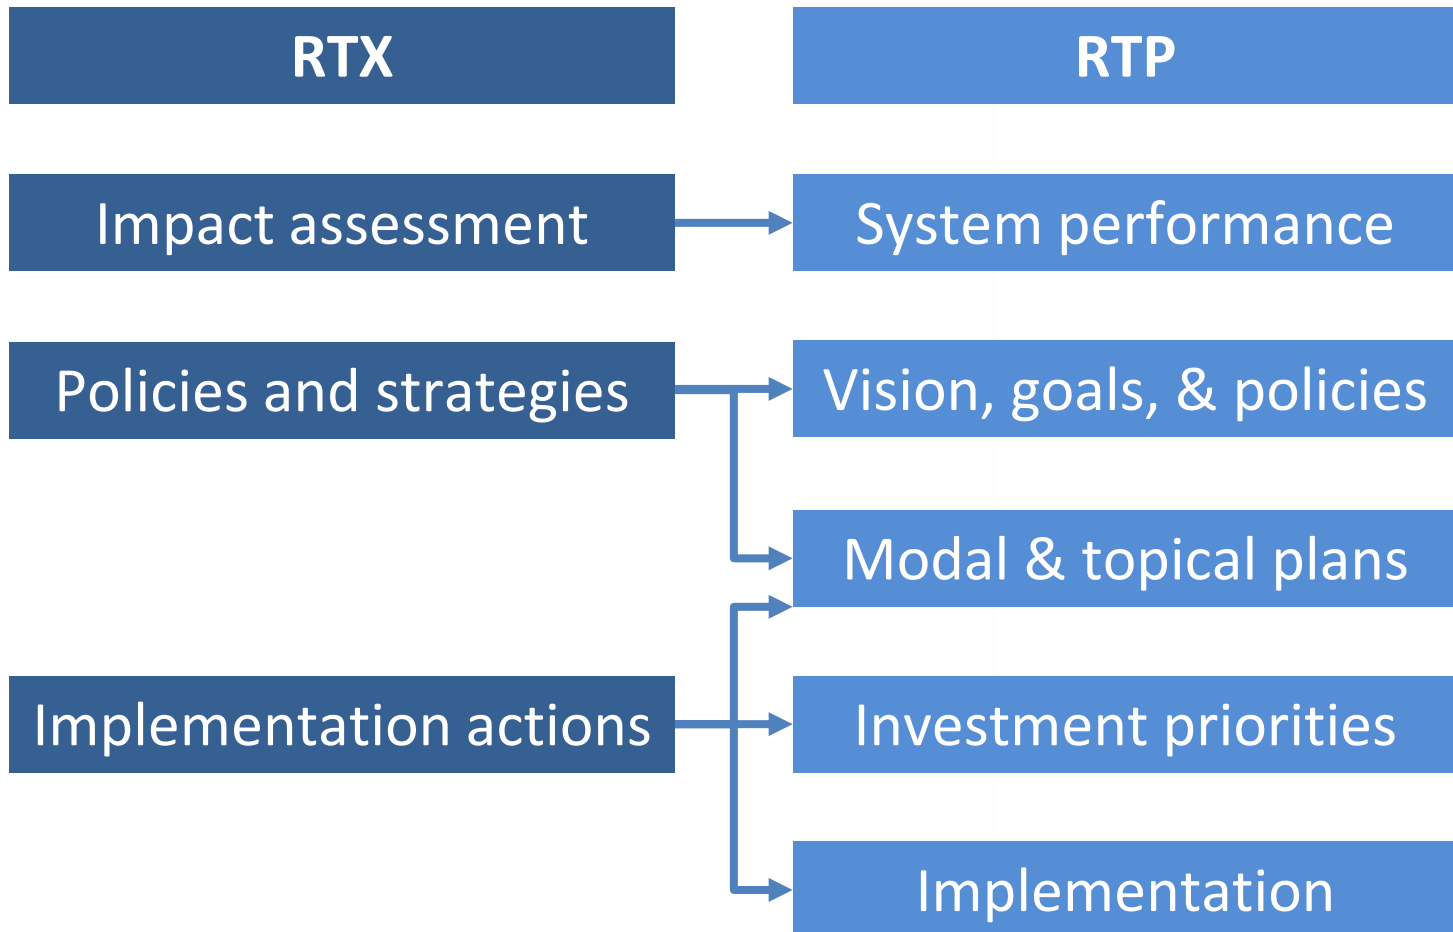 RTX
RTP
Impact assessment
System performance
Policies and strategies
Vision, goals, & policies
Modal & topical plans
Implementation actions
Investment priorities
Implementation